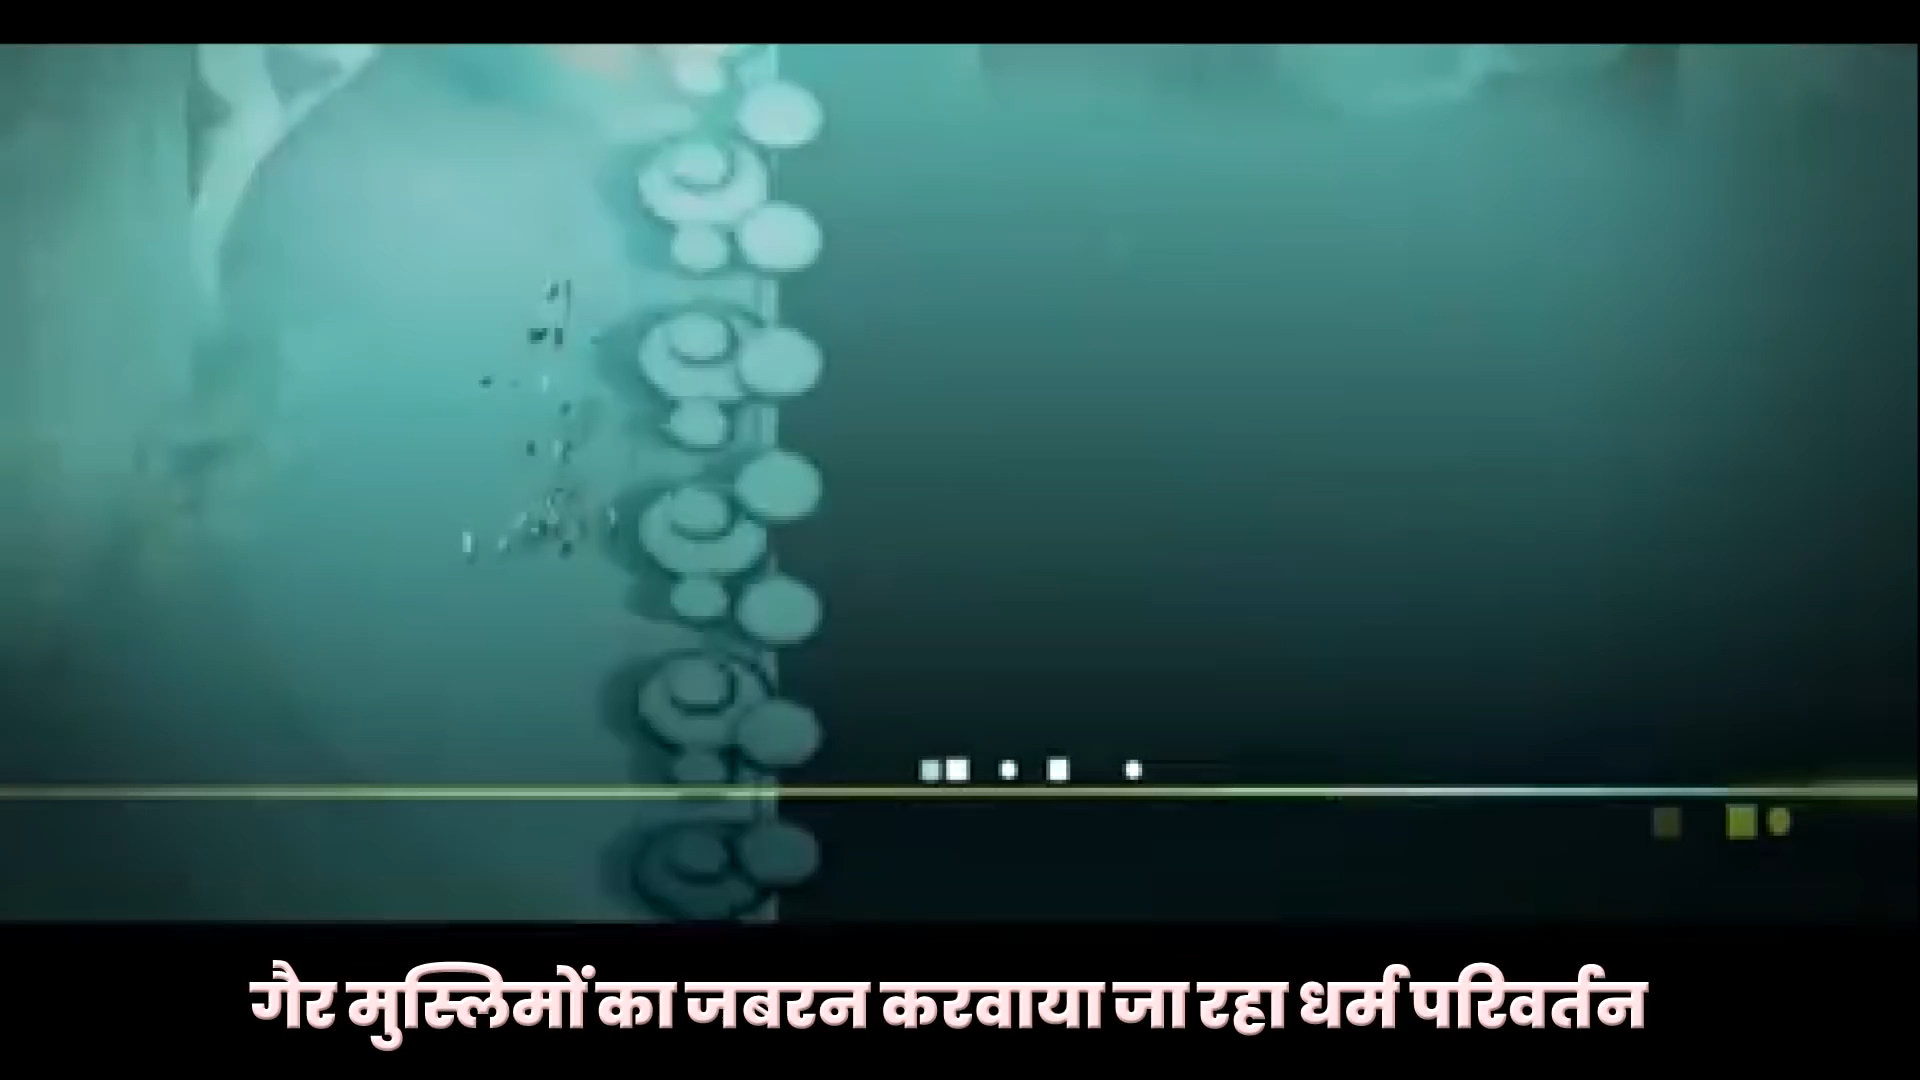 गैर मुस्लिमों का जबरन करवाया जा रहा धर्म परिवर्तन